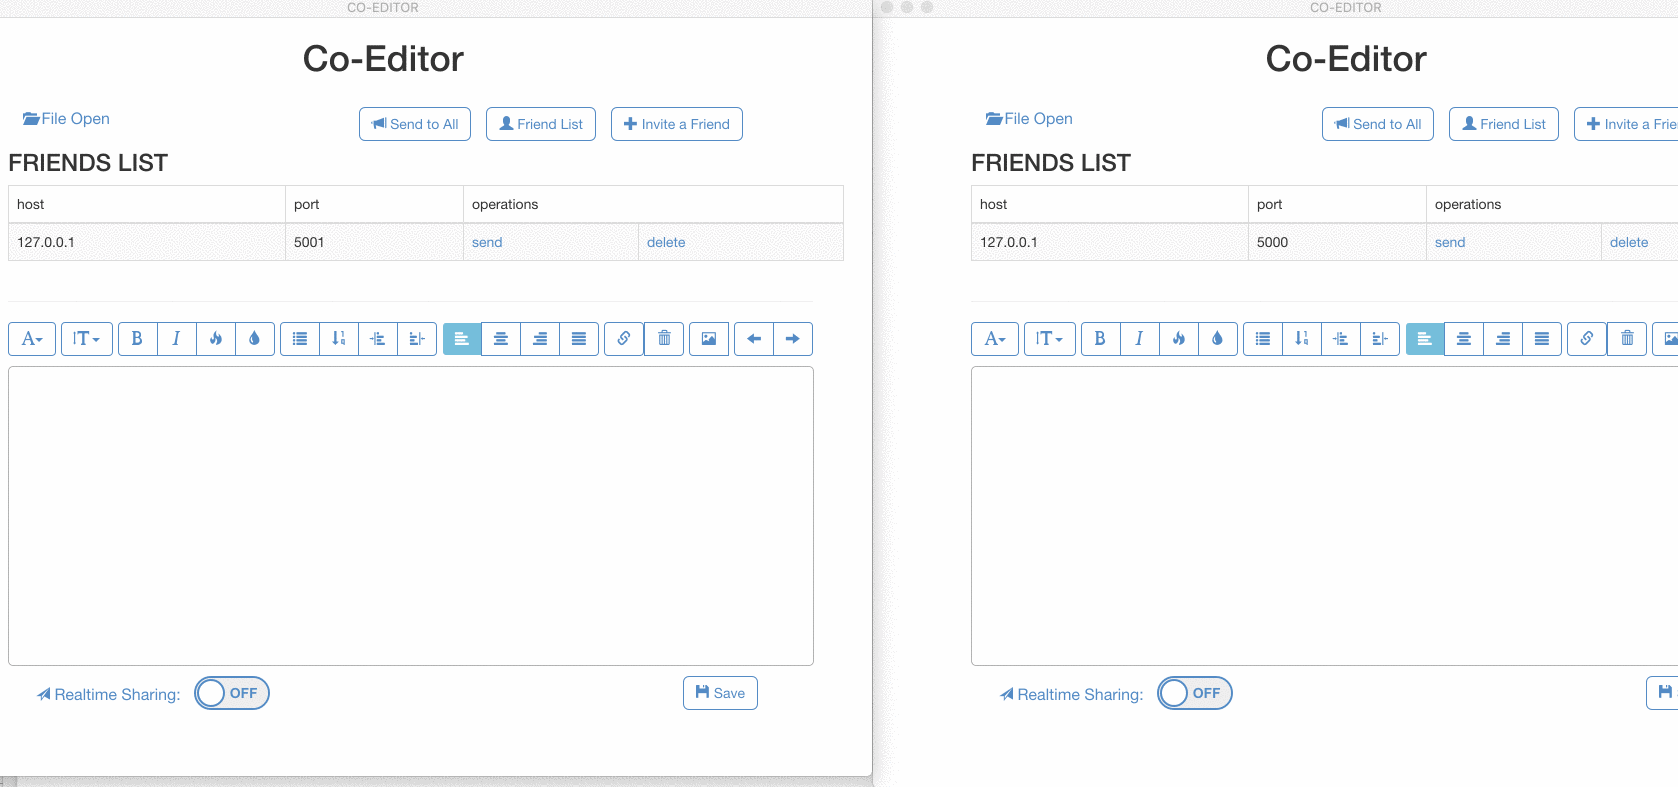 CO-EDITOR
Co-Editor
File Open
Send to All
Friend List
Invite a Friend
FRIENDS LIST
host port operations
127.0.0.1 5001 send delete
A IT B I
Realtime Sharing: OFF
Save
CO-EDITOR
Co-Editor
File Open
Send to All
Friend List
Invite a Frie
FRIENDS LIST
host port operations
127.0.0.1 5000 send delete
A IT B I
Realtime Sharing: OFF